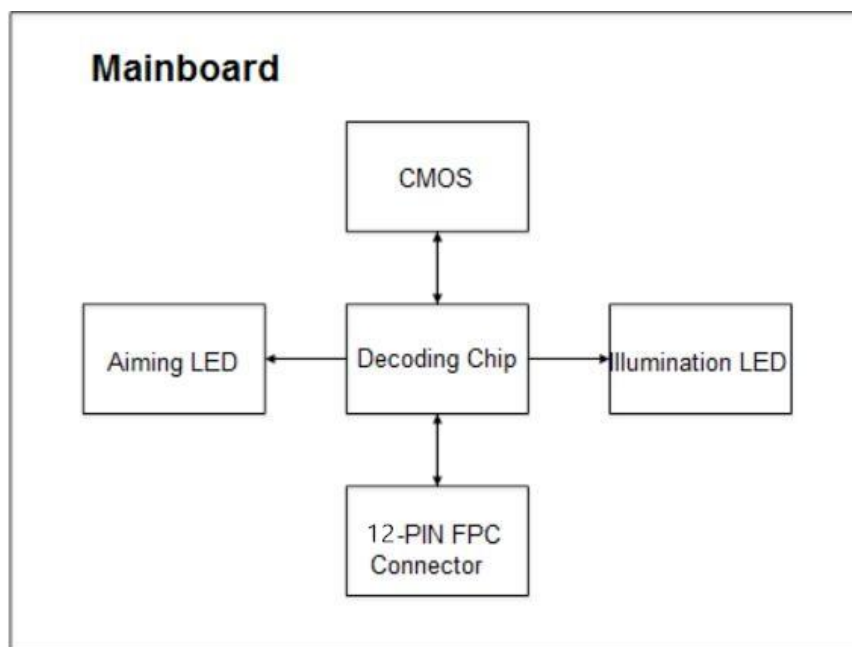 Mainboard
CMOS
Aiming LED
Decoding Chip
Illumination LED
12-PIN FPC
Connector